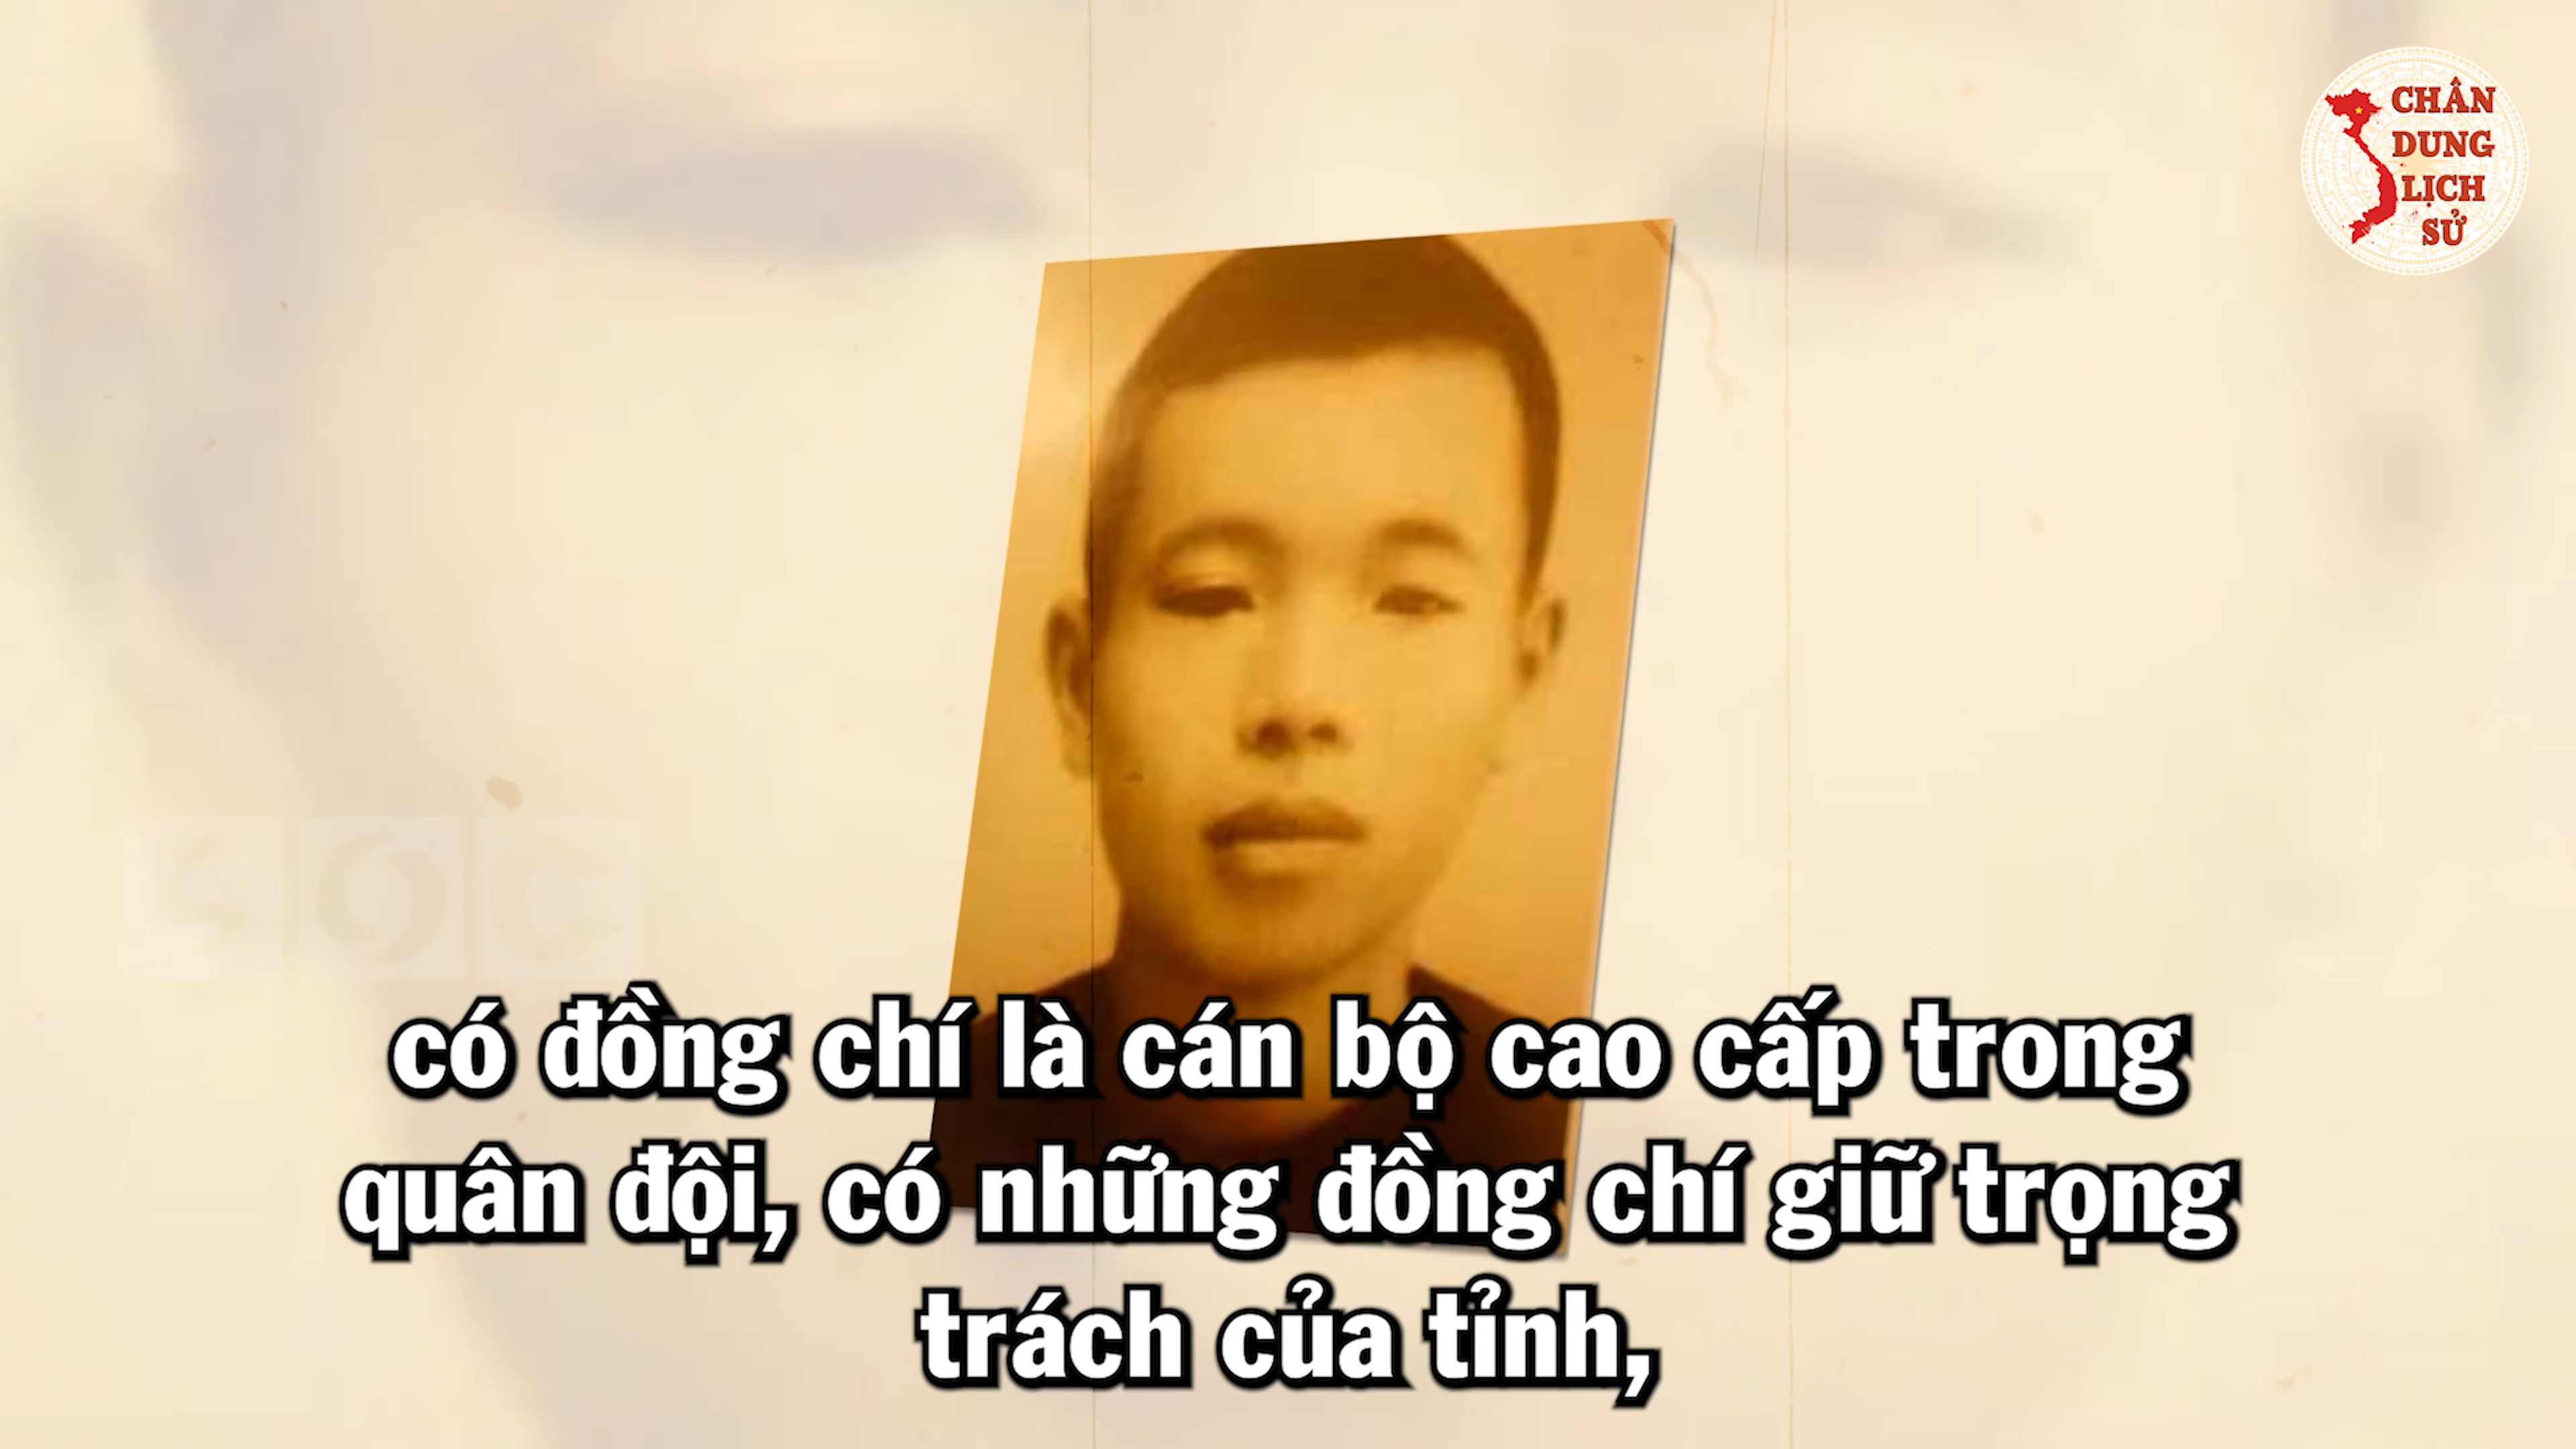 CHÂN
DUNG
LỊCH
SỬ
có đồng chí là cán bộ cao cấp trong
quân đội, có những đồng chí giữ trọng
trách của tỉnh,